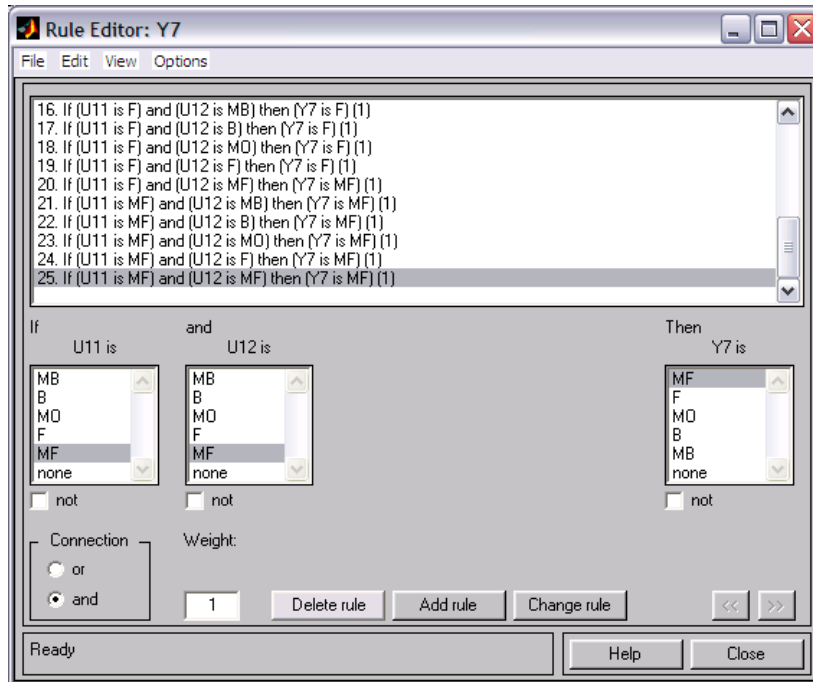 Rule Editor: Y7
File Edit View Options
16. If (U11 is F) and (U12 is MB) then (Y7 is F) (1)
17. If (U11 is F) and (U12 is B) then (Y7 is F) (1)
18. If (U11 is F) and (U12 is MO) then (Y7 is F) (1)
19. If (U11 is F) and (U12 is F) then (Y7 is F) (1)
20. If (U11 is F) and (U12 is MF) then (Y7 is MF) (1)
21. If (U11 is MF) and (U12 is MB) then (Y7 is MF) (1)
22. If (U11 is MF) and (U12 is B) then (Y7 is MF) (1)
23. If (U11 is MF) and (U12 is MO) then (Y7 is MF) (1)
24. If (U11 is MF) and (U12 is F) then (Y7 is MF) (1)
25. If (U11 is MF) and (U12 is MF) then (Y7 is MF) (1)
If and Then
U11 is U12 is Y7 is
MB MB MF
B B F
MO MO MO
F F B
MF MF MB
none none none
not not not
Connection Weight:
or
and 1 Delete rule Add rule Change rule << >>
Ready Help Close